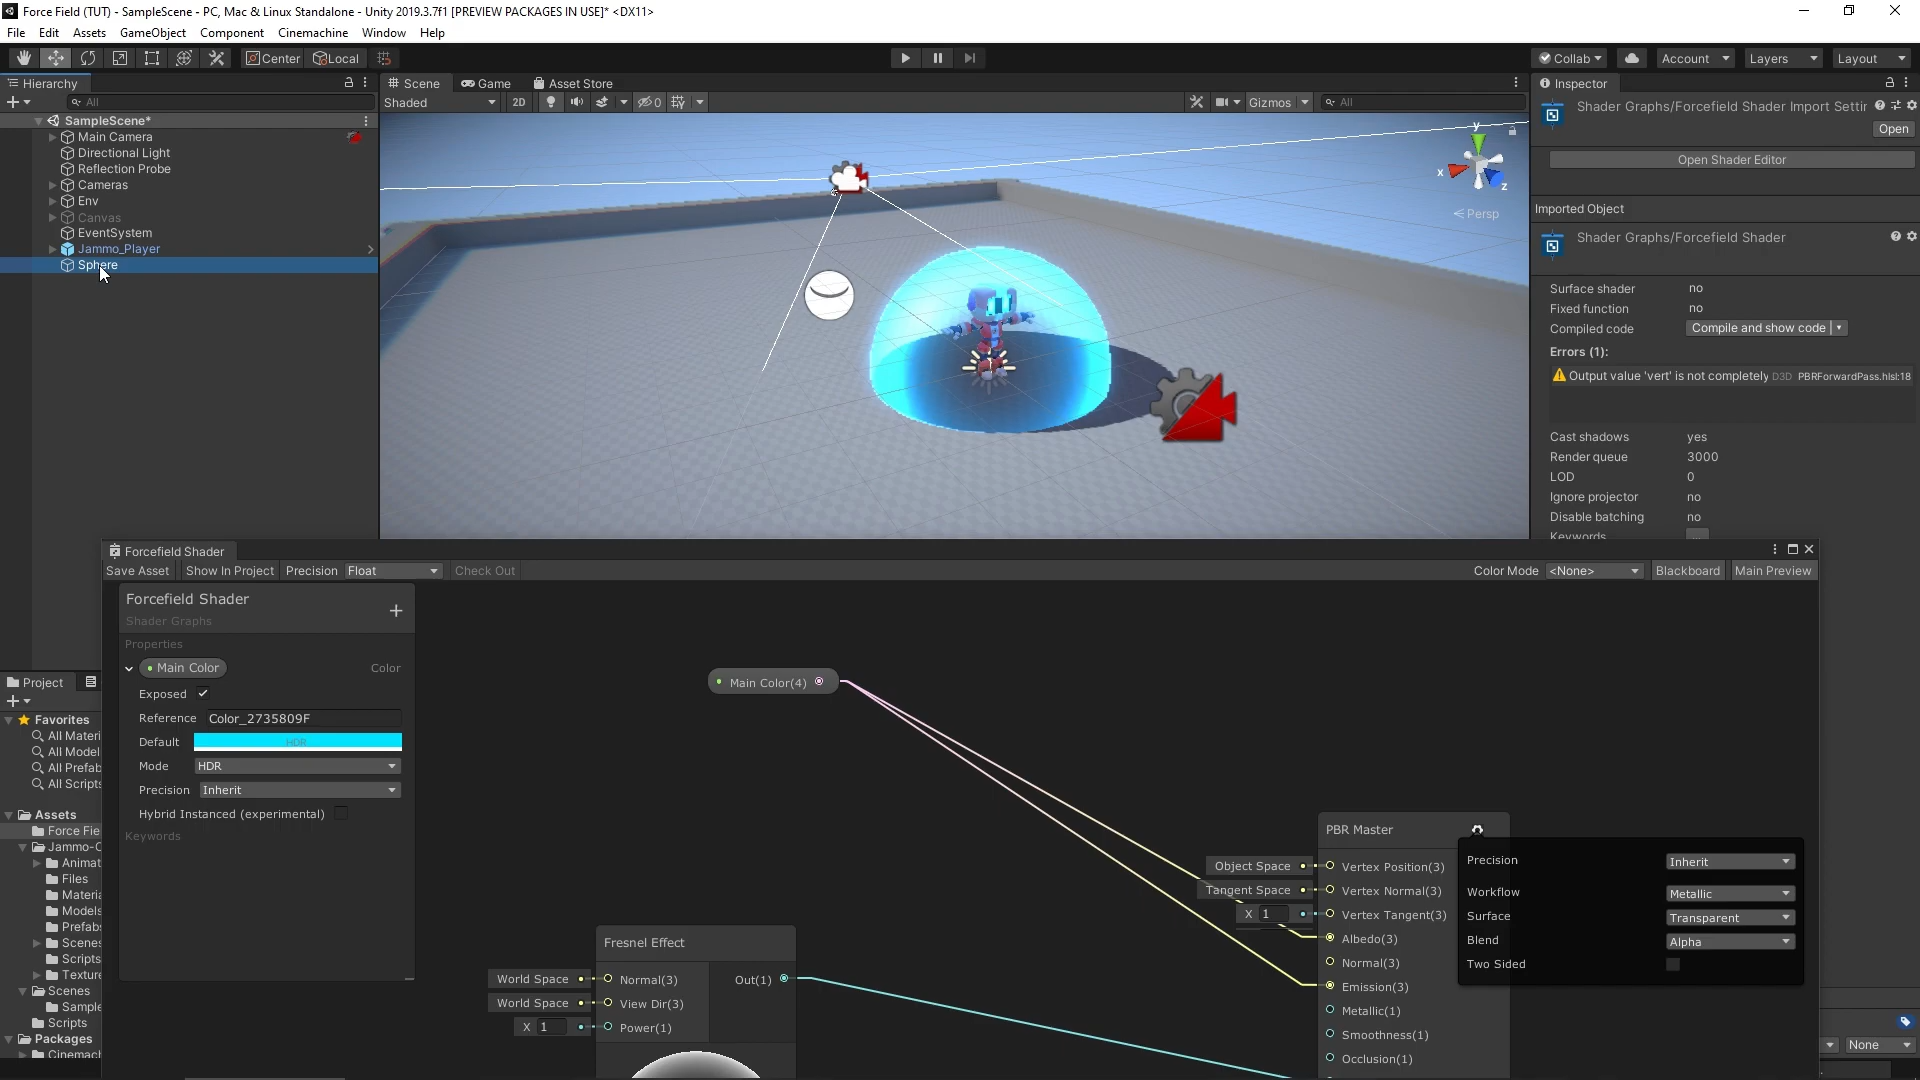 Force Field (TUT) - SampleScene - PC, Mac & Linux Standalone - Unity 2019.3.7f1 [PREVIEW PACKAGES IN USE]* <DX11>
File Edit Assets GameObject Component Cinemachine Window Help
Center Local
Collab Account Layers Layout
Hierarchy
All
SampleScene*
Main Camera
Directional Light
Reflection Probe
Cameras
Env
Canvas
EventSystem
Jammo_Player
Sphere
Scene Game Asset Store
Shaded 2D 0 Gizmos All
y
x
z
Persp
Inspector
Shader Graphs/Forcefield Shader Import Settir
Open
Open Shader Editor
Imported Object
Shader Graphs/Forcefield Shader
Surface shader no
Fixed function no
Compiled code Compile and show code
Errors (1):
Output value 'vert' is not completely D3D PBRForwardPass.hlsl:18
Cast shadows yes
Render queue 3000
LOD 0
Ignore projector no
Disable batching no
Keywords ...
Forcefield Shader
Save Asset Show In Project Precision Float Check Out
Color Mode <None> Blackboard Main Preview
Forcefield Shader
Shader Graphs
Properties
Main Color Color
Exposed
Reference Color_2735809F
Default HDR
Mode HDR
Precision Inherit
Hybrid Instanced (experimental)
Keywords
Main Color(4)
Fresnel Effect
World Space Normal(3) Out(1)
World Space View Dir(3)
X 1 Power(1)
PBR Master
Object Space Vertex Position(3)
Tangent Space Vertex Normal(3)
X 1 Vertex Tangent(3)
Albedo(3)
Normal(3)
Emission(3)
Metallic(1)
Smoothness(1)
Occlusion(1)
Precision Inherit
Workflow Metallic
Surface Transparent
Blend Alpha
Two Sided
Project
Favorites
All Materi
All Model
All Prefab
All Scripts
Assets
Force Fie
Jammo-C
Animat
Files
Materia
Models
Prefabs
Scenes
Scripts
Texture
Scenes
Sample
Scripts
Packages
Cinemach
None